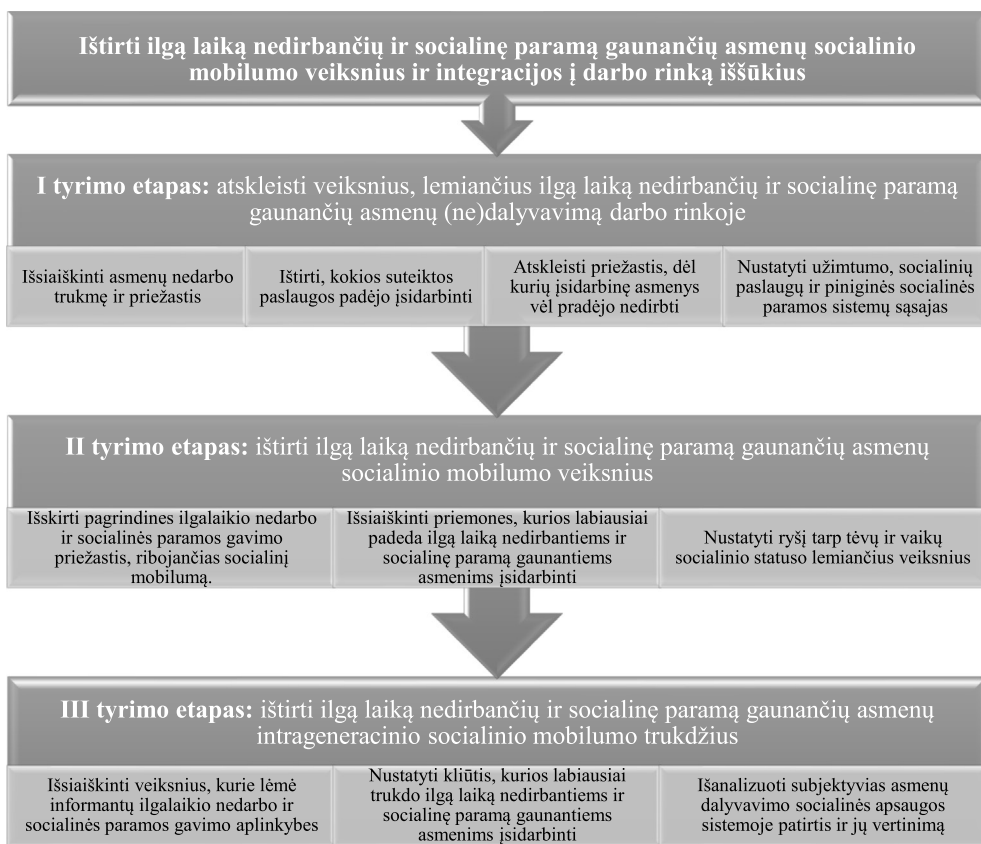 Ištirti ilgą laiką nedirbančių ir socialinę paramą gaunančių asmenų socialinio
mobilumo veiksnius ir integracijos į darbo rinką iššūkius
I tyrimo etapas: atskleisti veiksnius, lemiančius ilgą laiką nedirbančių ir socialinę paramą
gaunančių asmenų (ne)dalyvavimą darbo rinkoje
Išsiaiškinti asmenų nedarbo
trukmę ir priežastis
Ištirti, kokios suteiktos
paslaugos padėjo įsidarbinti
Atskleisti priežastis, dėl
kurių įsidarbinę asmenys
vėl pradėjo nedirbti
Nustatyti užimtumo, socialinių
paslaugų ir piniginės socialinės
paramos sistemų sąsajas
II tyrimo etapas: ištirti ilgą laiką nedirbančių ir socialinę paramą gaunančių asmenų
socialinio mobilumo veiksnius
Išskirti pagrindines ilgalaikio nedarbo
ir socialinės paramos gavimo
priežastis, ribojančias socialinį
mobilumą.
Išsiaiškinti priemones, kurios labiausiai
padeda ilgą laiką nedirbantiems ir
socialinę paramą gaunantiems
asmenims įsidarbinti
Nustatyti ryšį tarp tėvų ir vaikų
socialinio statuso lemiančius veiksnius
III tyrimo etapas: ištirti ilgą laiką nedirbančių ir socialinę paramą gaunančių asmenų
intrageneracinio socialinio mobilumo trukdžius
Išsiaiškinti veiksnius, kurie lėmė
informantų ilgalaikio nedarbo ir
socialinės paramos gavimo aplinkybes
Nustatyti kliūtis, kurios labiausiai
trukdo ilgą laiką nedirbantiems ir
socialinę paramą gaunantiems
asmenims įsidarbinti
Išanalizuoti subjektyvias asmenų
dalyvavimo socialinės apsaugos
sistemoje patirtis ir jų vertinimą